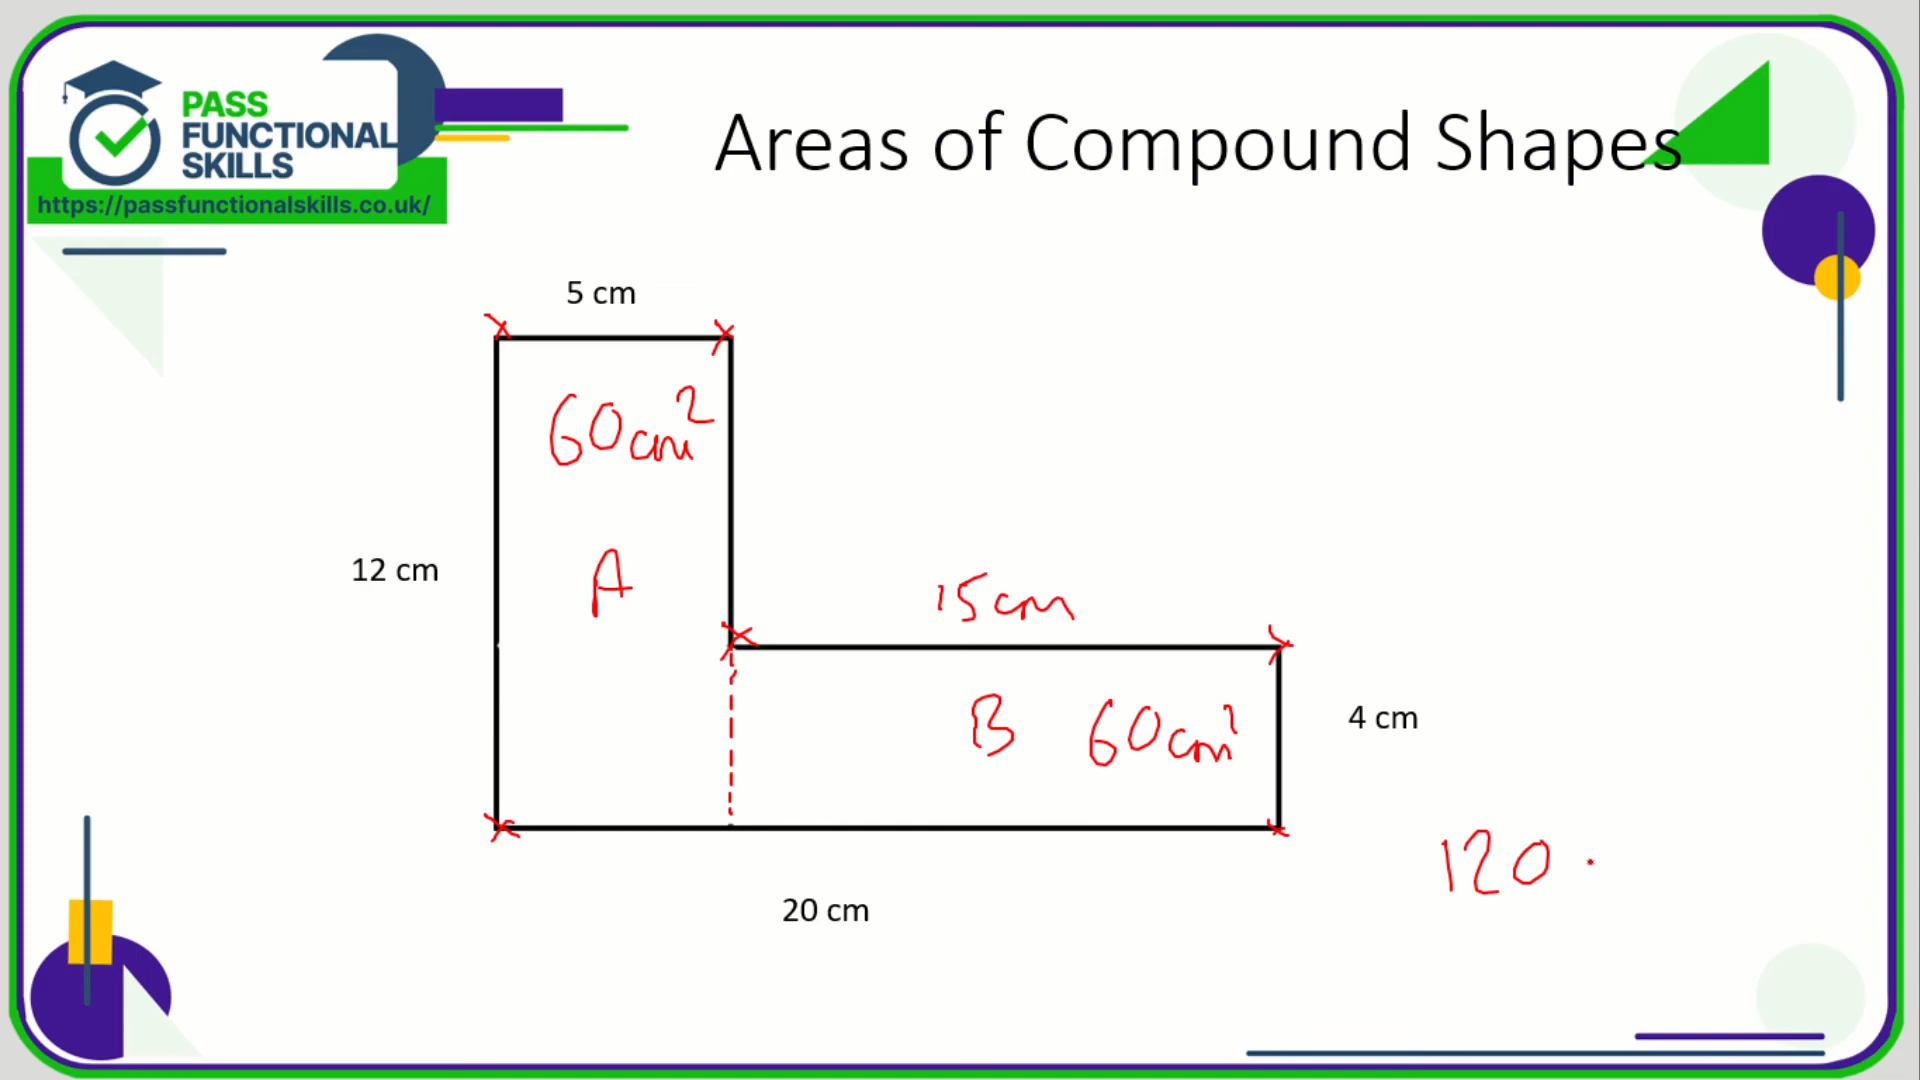 PASS
FUNCTIONAL
SKILLS
https://passfunctionalskills.co.uk/
Areas of Compound Shapes
5 cm
60cm²
12 cm
A
15cm
B 60cm²
4 cm
120
20 cm